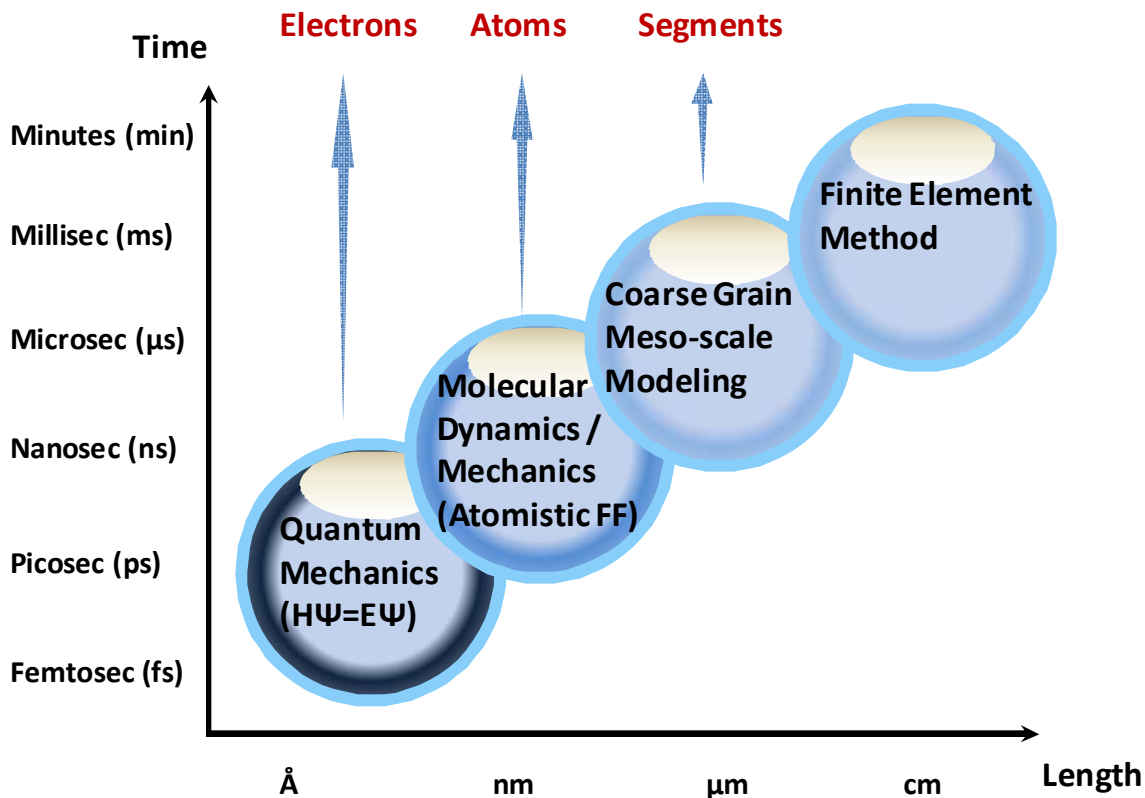 Electrons Atoms Segments
Time
Minutes (min)
Millisec (ms)
Microsec (µs)
Nanosec (ns)
Picosec (ps)
Femtosec (fs)
Quantum
Mechanics
(HΨ=EΨ)
Molecular
Dynamics /
Mechanics
(Atomistic FF)
Coarse Grain
Meso-scale
Modeling
Finite Element
Method
Å nm µm cm
Length